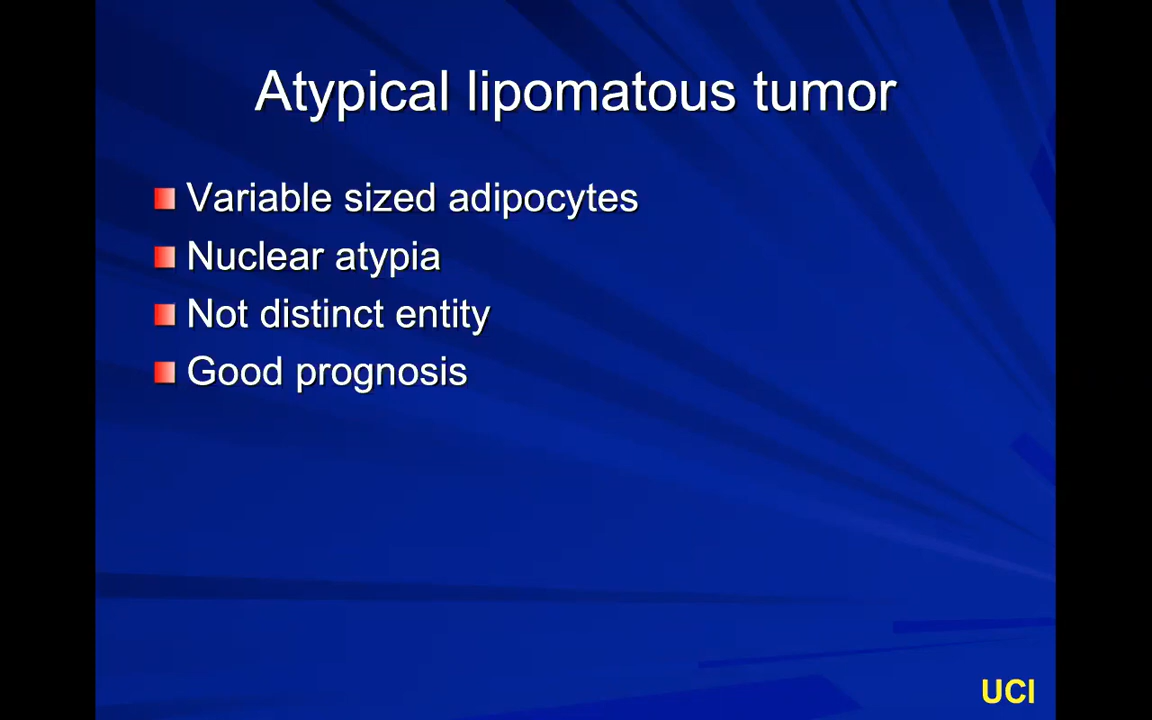 Atypical lipomatous tumor
Variable sized adipocytes
Nuclear atypia
Not distinct entity
Good prognosis
UCI